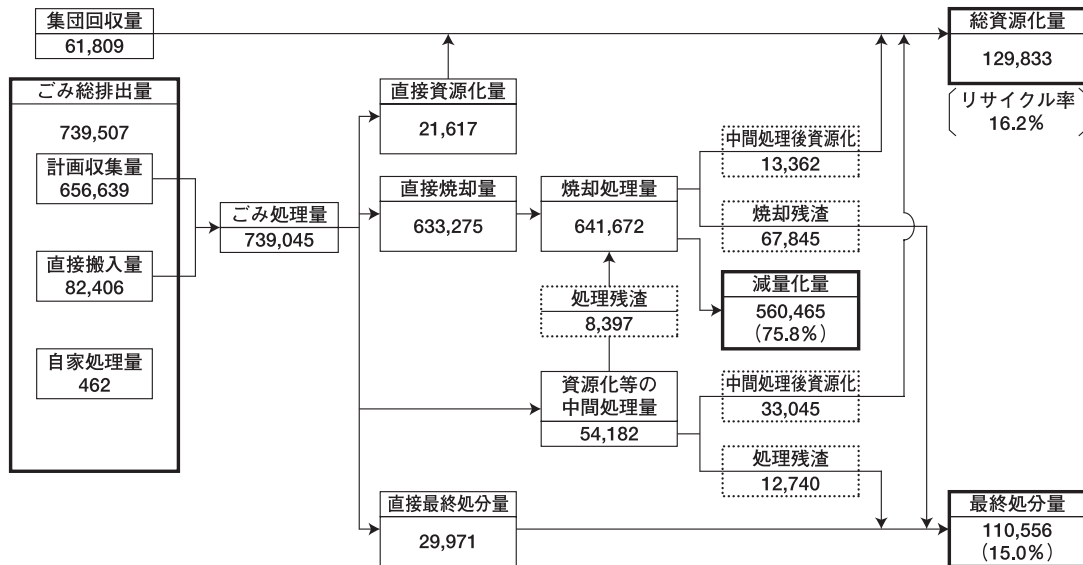 集団回収量
61,809
総資源化量
129,833
リサイクル率
16.2%
ごみ総排出量
739,507
計画収集量
656,639
直接搬入量
82,406
自家処理量
462
ごみ処理量
739,045
直接資源化量
21,617
直接焼却量
633,275
焼却処理量
641,672
中間処理後資源化
13,362
焼却残渣
67,845
減量化量
560,465
(75.8%)
処理残渣
8,397
資源化等の
中間処理量
54,182
中間処理後資源化
33,045
処理残渣
12,740
直接最終処分量
29,971
最終処分量
110,556
(15.0%)